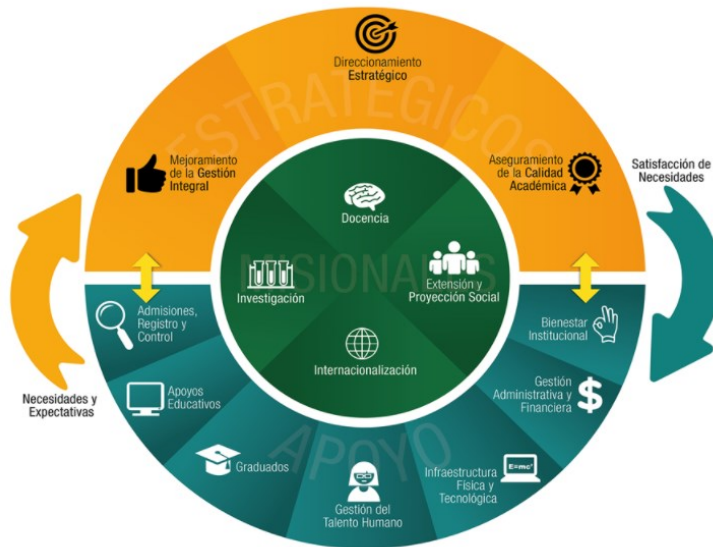 Direccionamiento
Estratégico
ESTRATÉGICOS
Mejoramiento
de la Gestión
Integral
Aseguramiento
de la Calidad
Académica
Satisfacción de
Necesidades
Docencia
MISIONALES
Investigación
Extensión y
Proyección Social
Internacionalización
Admisiones,
Registro y
Control
Bienestar
Institucional
Necesidades y
Expectativas
Apoyos
Educativos
Gestión
Administrativa y
Financiera
$
APOYO
Graduados
Gestión del
Talento Humano
E=mc²
Infraestructura
Física y
Tecnológica